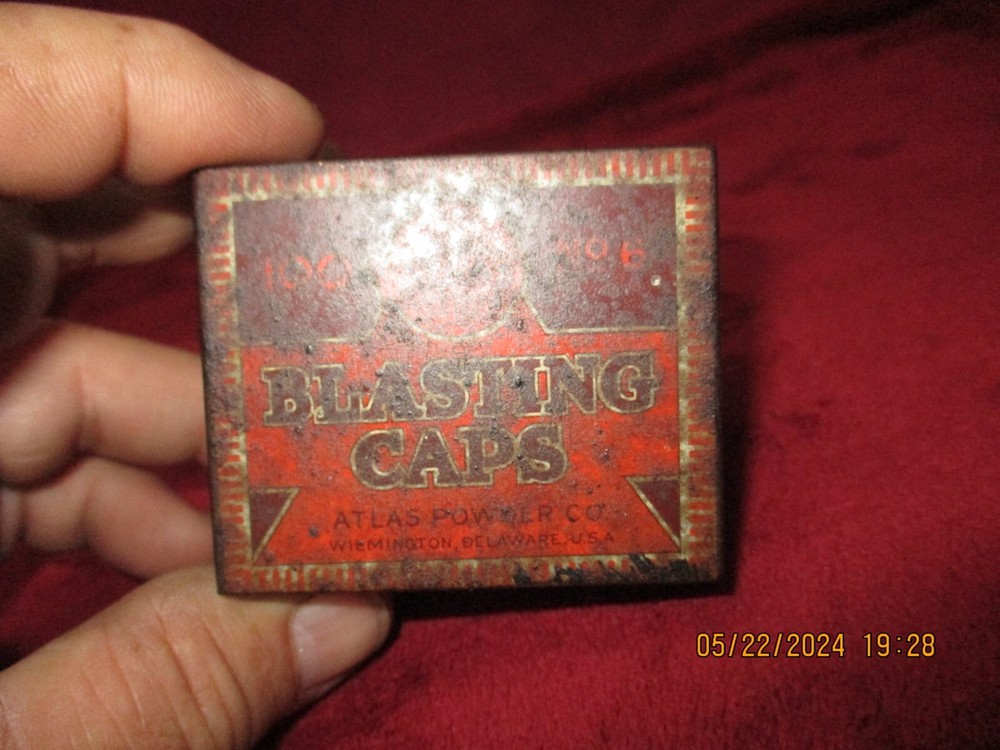 100 No 6
BLASTING
CAPS
ATLAS POWDER CO
WILMINGTON, DELAWARE, U.S.A
05/22/2024 19:28